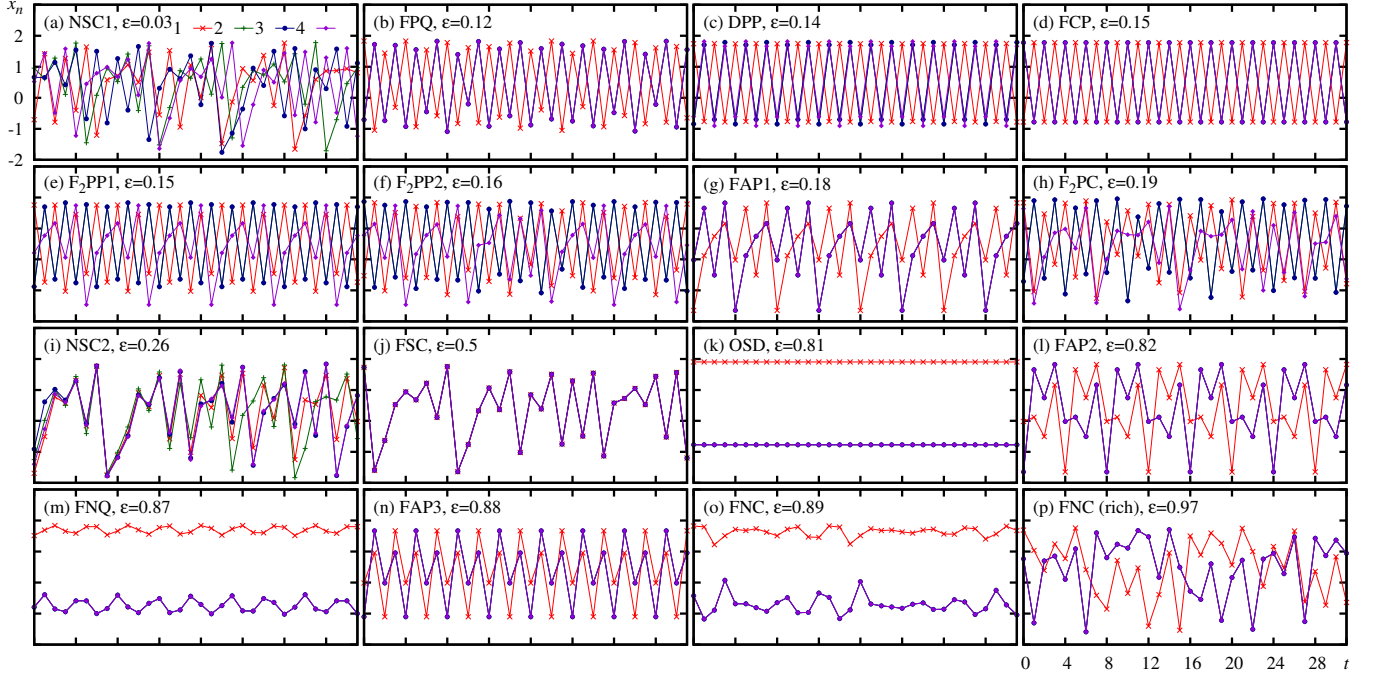 xₙ
(a) NSC1, ε=0.03 1 2 3 4
(b) FPQ, ε=0.12
(c) DPP, ε=0.14
(d) FCP, ε=0.15
2
1
0
-1
-2
(e) F₂PP1, ε=0.15
(f) F₂PP2, ε=0.16
(g) FAP1, ε=0.18
(h) F₂PC, ε=0.19
(i) NSC2, ε=0.26
(j) FSC, ε=0.5
(k) OSD, ε=0.81
(l) FAP2, ε=0.82
(m) FNQ, ε=0.87
(n) FAP3, ε=0.88
(o) FNC, ε=0.89
(p) FNC (rich), ε=0.97
0 4 8 12 16 20 24 28 t